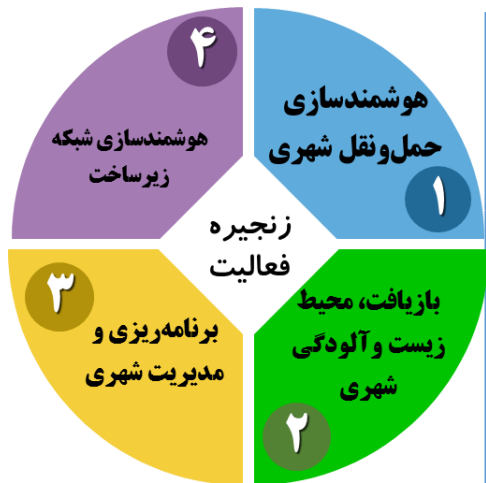 زنجیره
فعالیت
هوشمندسازی
حمل‌ونقل شهری
۱
بازیافت، محیط
زیست و آلودگی
شهری
۲
۳
برنامه‌ریزی و
مدیریت شهری
۴
هوشمندسازی شبکه
زیرساخت